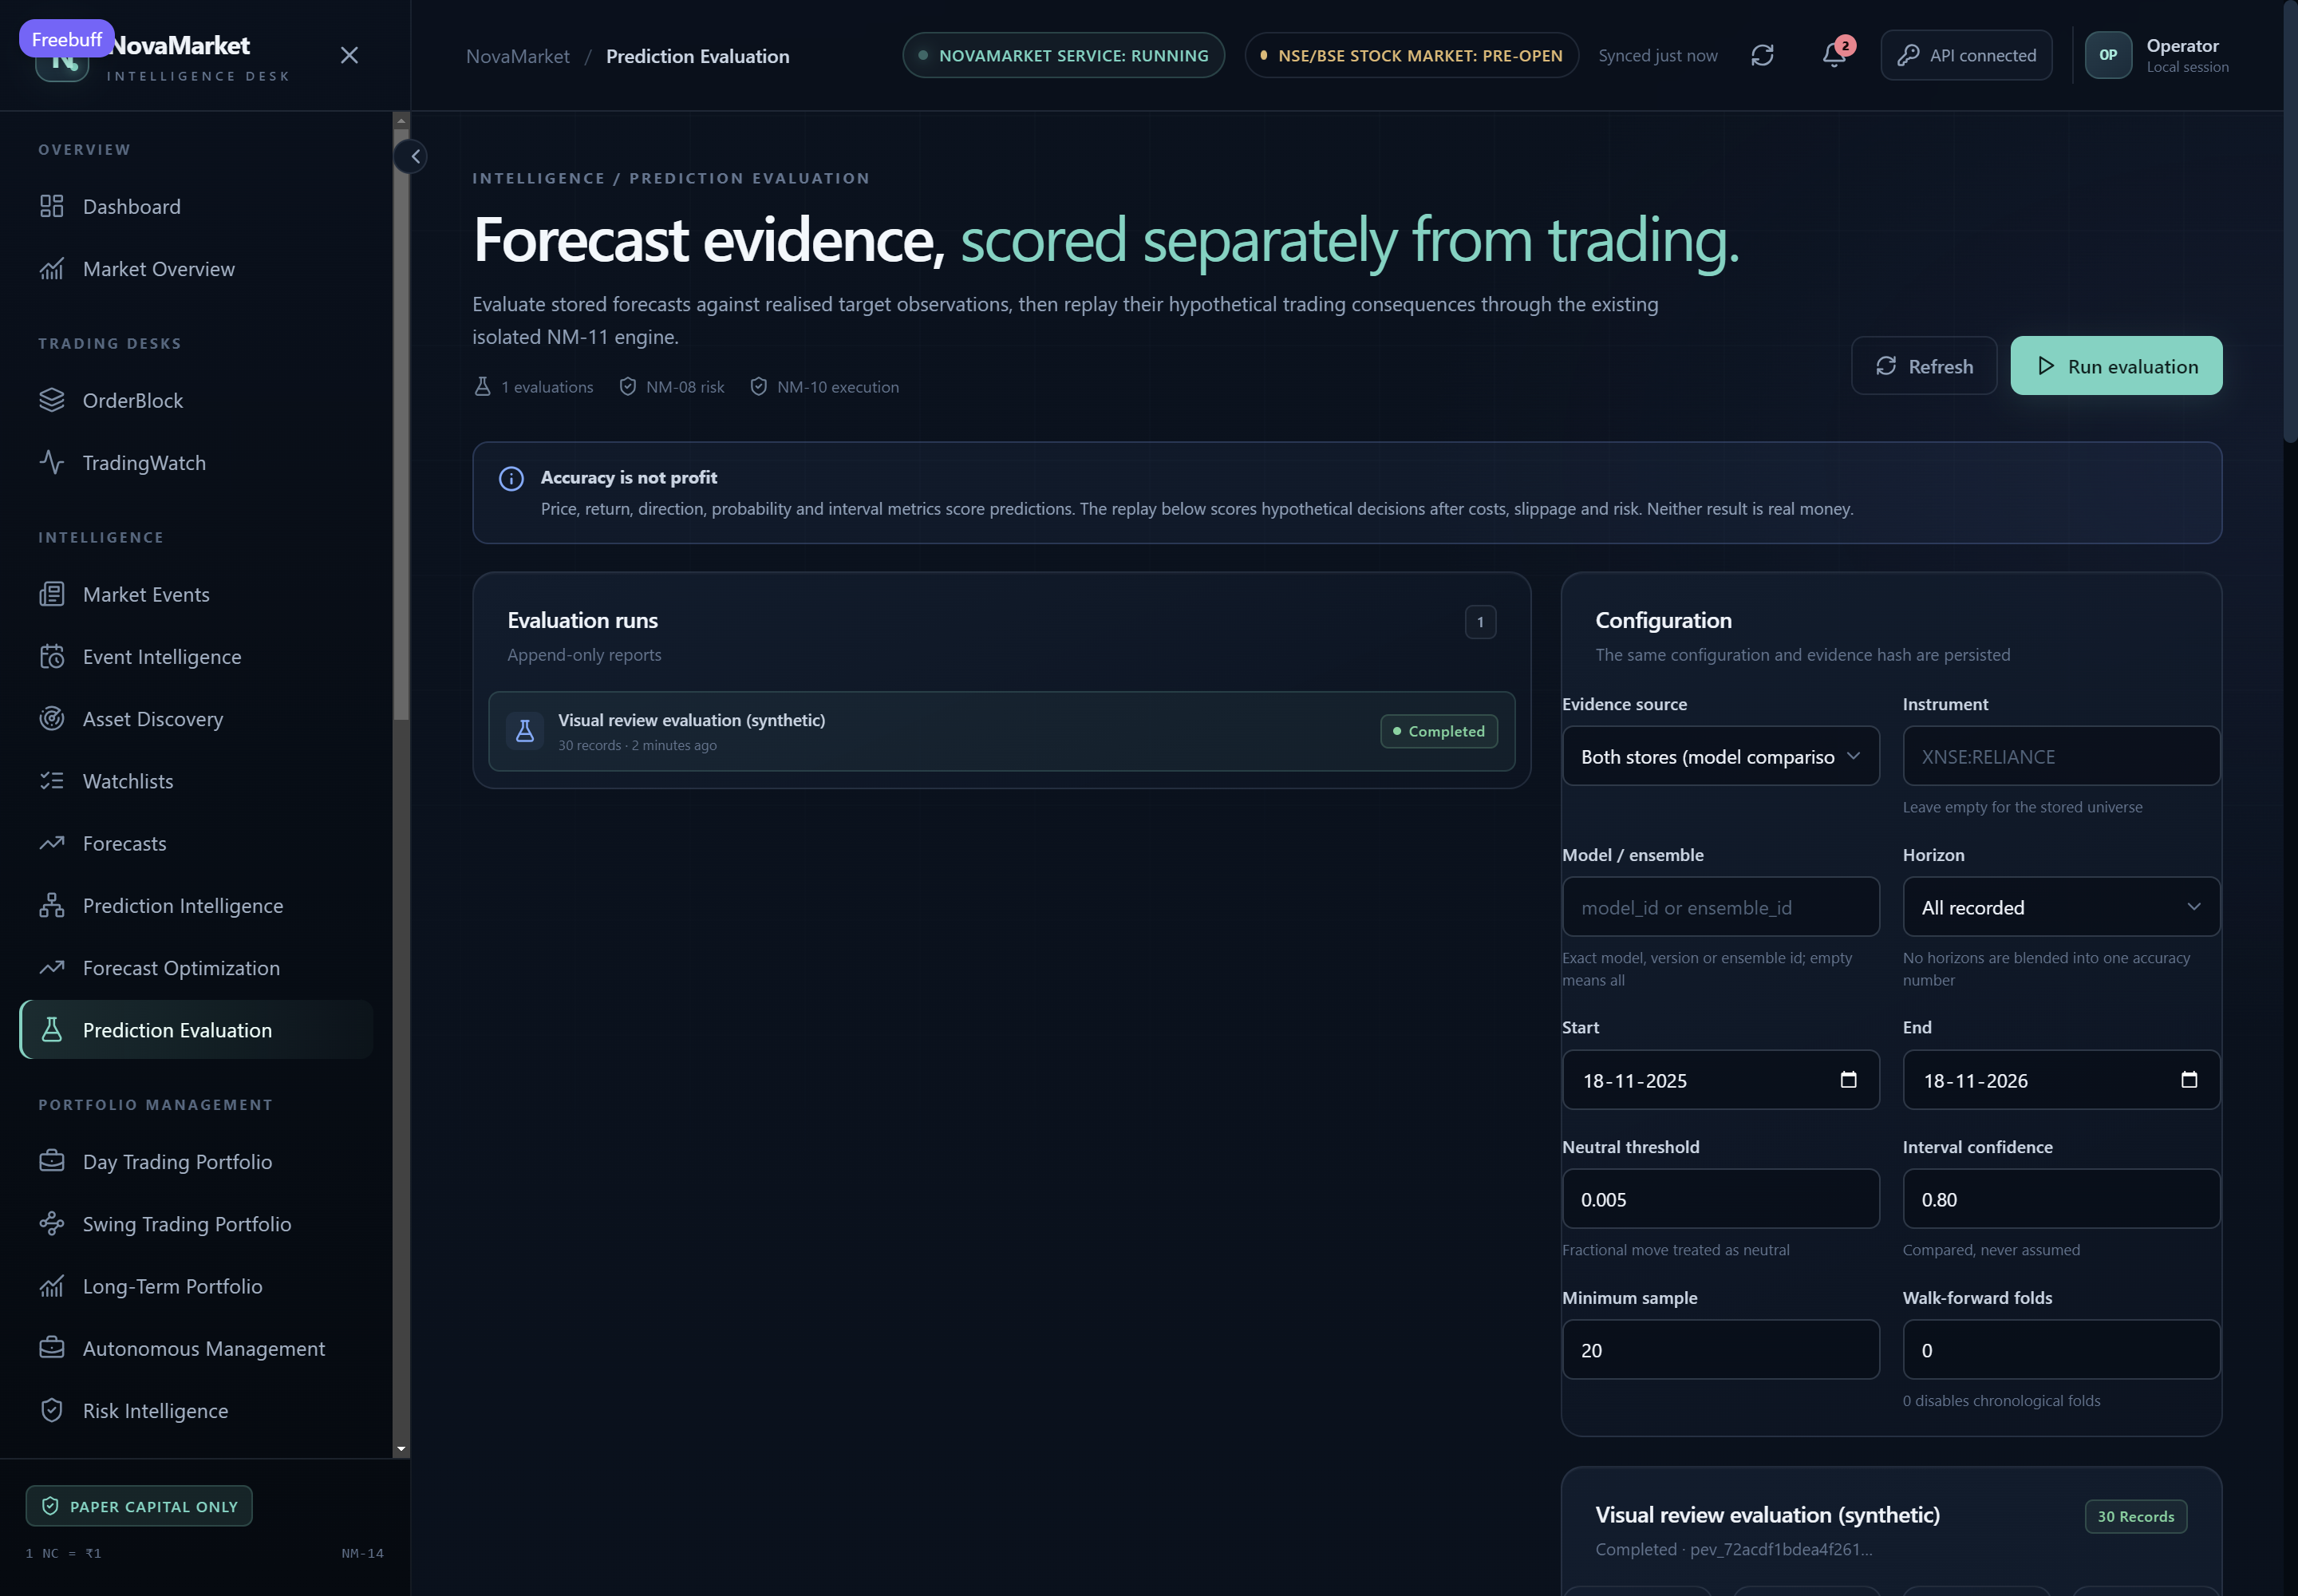 Freebuff
NovaMarket
INTELLIGENCE DESK
OVERVIEW
Dashboard
Market Overview
TRADING DESKS
OrderBlock
TradingWatch
INTELLIGENCE
Market Events
Event Intelligence
Asset Discovery
Watchlists
Forecasts
Prediction Intelligence
Forecast Optimization
Prediction Evaluation
PORTFOLIO MANAGEMENT
Day Trading Portfolio
Swing Trading Portfolio
Long-Term Portfolio
Autonomous Management
Risk Intelligence
PAPER CAPITAL ONLY
1 NC = ₹1
NM-14
NovaMarket / Prediction Evaluation
NOVAMARKET SERVICE: RUNNING
NSE/BSE STOCK MARKET: PRE-OPEN
Synced just now
2
API connected
OP
Operator
Local session
INTELLIGENCE / PREDICTION EVALUATION
Forecast evidence, scored separately from trading.
Evaluate stored forecasts against realised target observations, then replay their hypothetical trading consequences through the existing
isolated NM-11 engine.
1 evaluations
NM-08 risk
NM-10 execution
Refresh
Run evaluation
Accuracy is not profit
Price, return, direction, probability and interval metrics score predictions. The replay below scores hypothetical decisions after costs, slippage and risk. Neither result is real money.
Evaluation runs
1
Append-only reports
Visual review evaluation (synthetic)
30 records · 2 minutes ago
Completed
Configuration
The same configuration and evidence hash are persisted
Evidence source
Both stores (model compariso
Instrument
XNSE:RELIANCE
Leave empty for the stored universe
Model / ensemble
model_id or ensemble_id
Exact model, version or ensemble id; empty
means all
Horizon
All recorded
No horizons are blended into one accuracy
number
Start
18-11-2025
End
18-11-2026
Neutral threshold
0.005
Fractional move treated as neutral
Interval confidence
0.80
Compared, never assumed
Minimum sample
20
Walk-forward folds
0
0 disables chronological folds
Visual review evaluation (synthetic)
30 Records
Completed · pev_72acdf1bdea4f261...